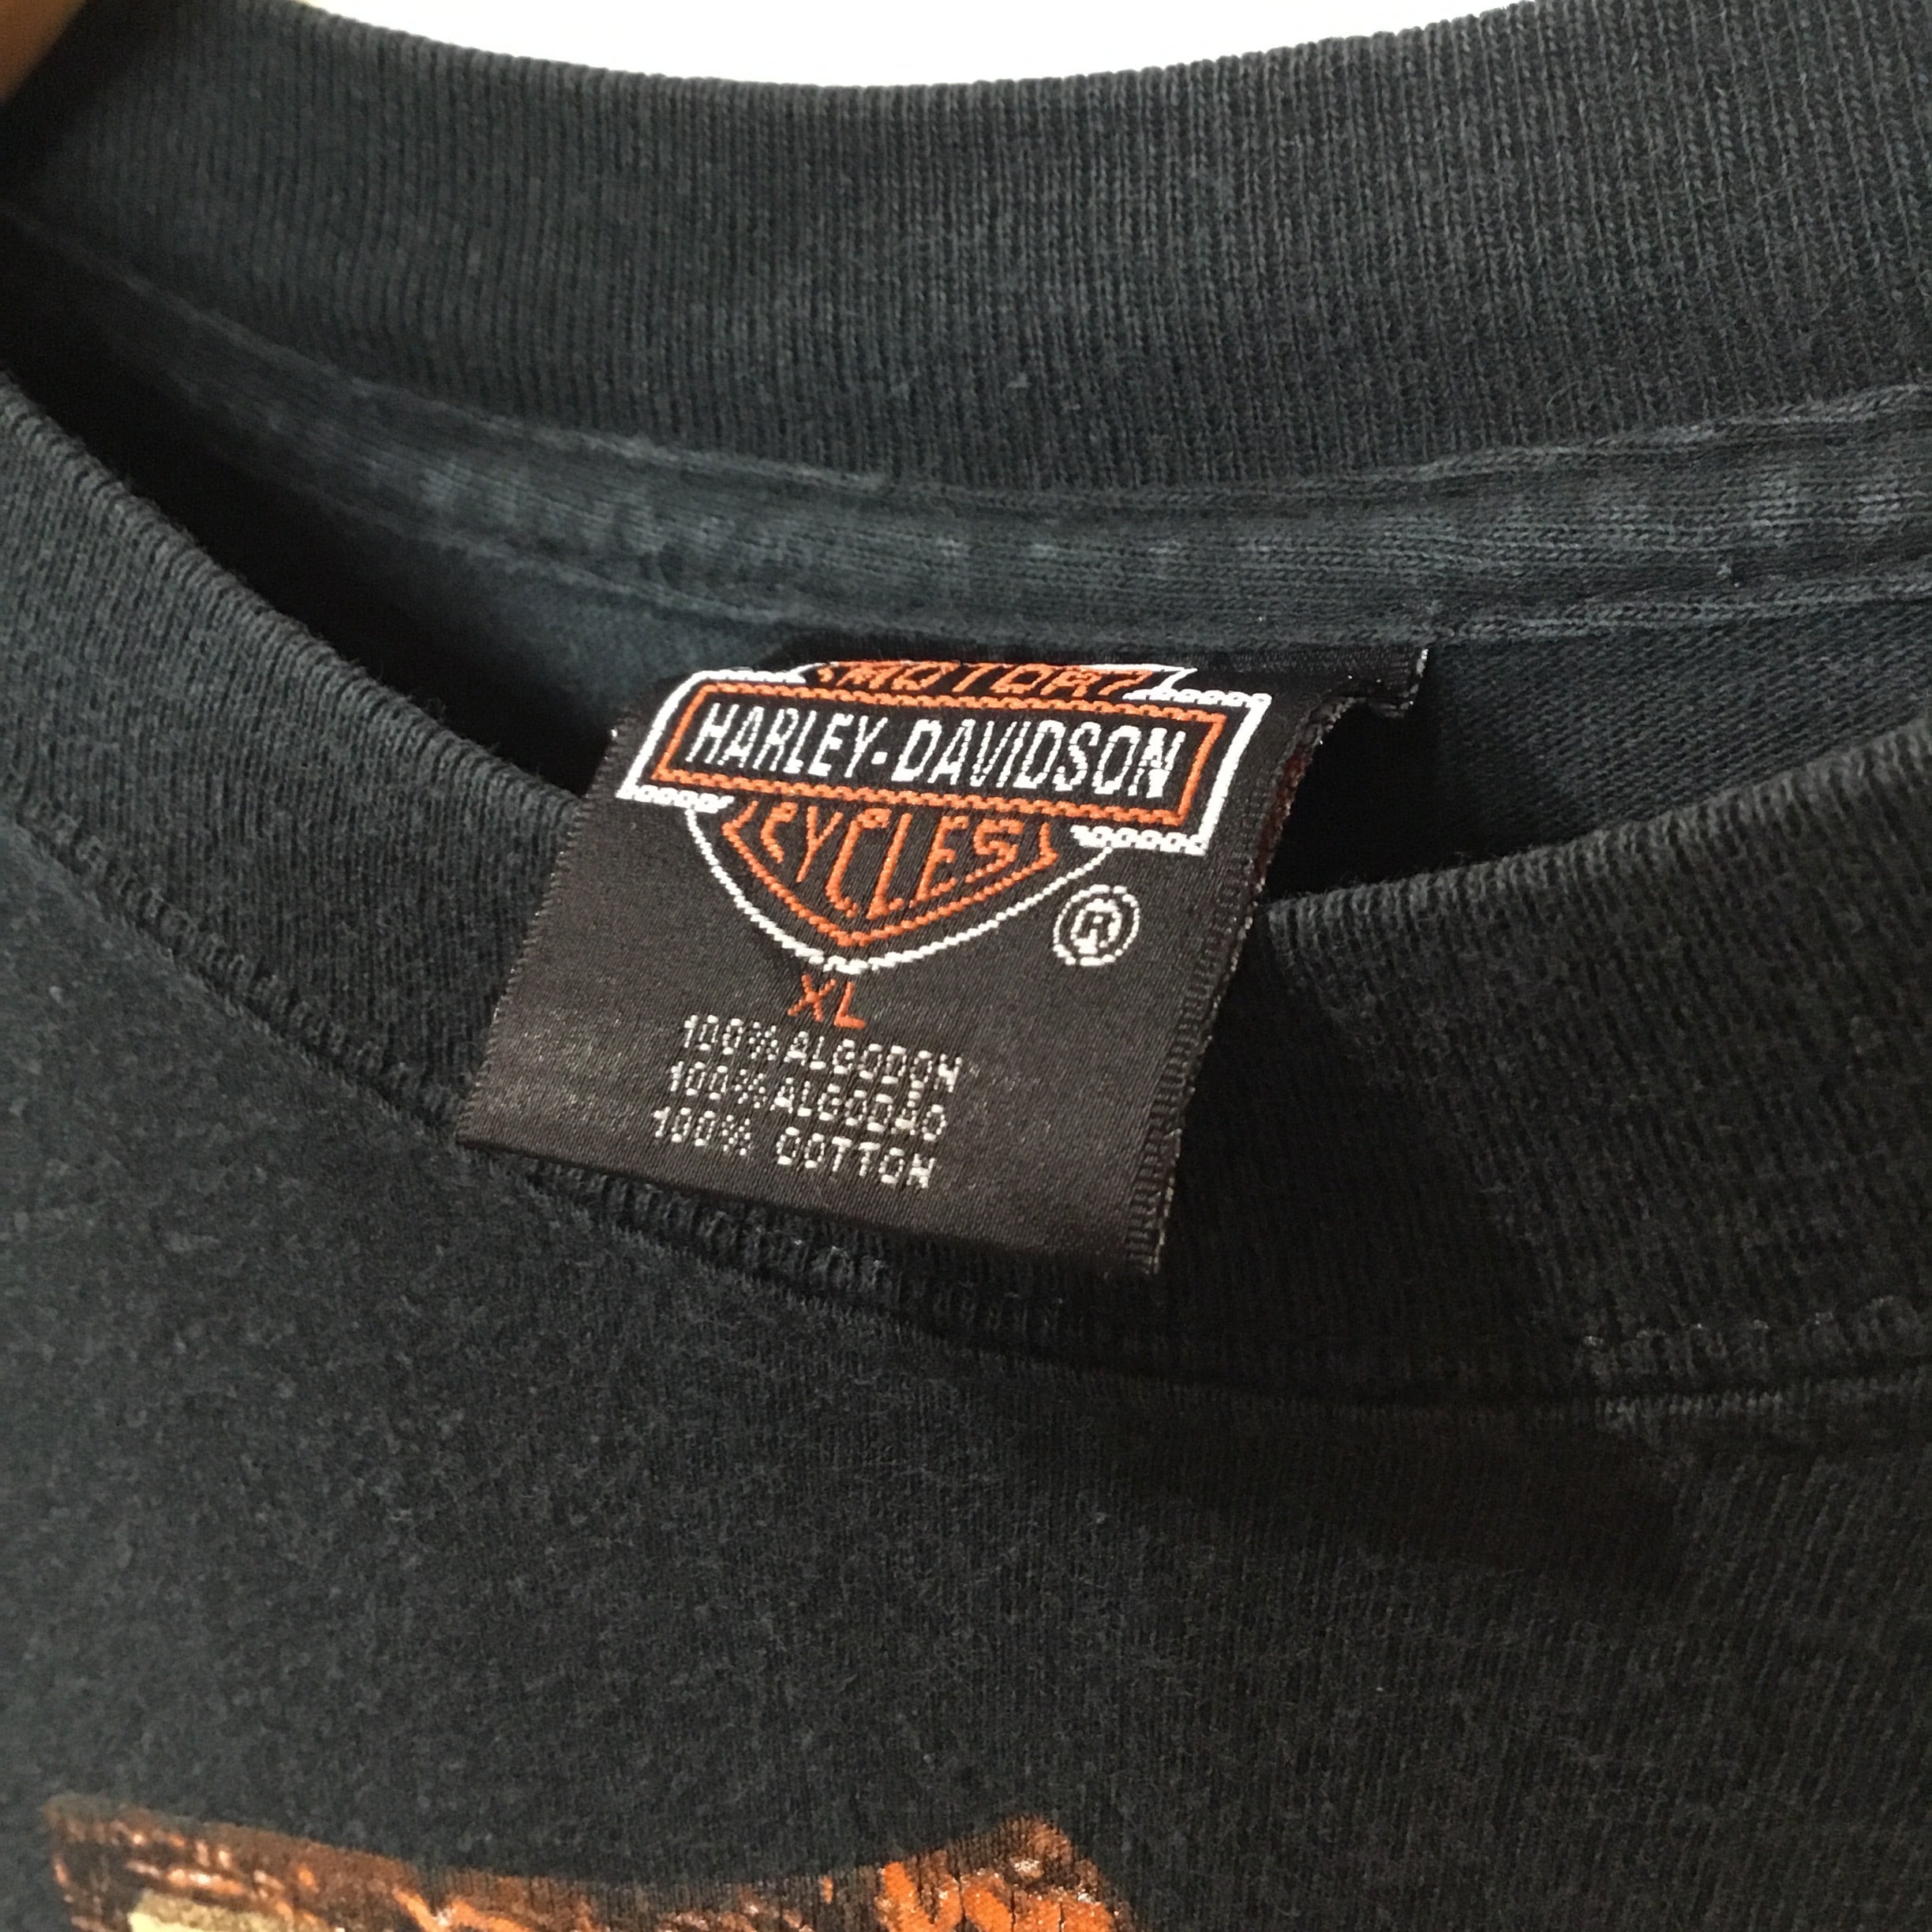 MOTOR
HARLEY-DAVIDSON
CYCLES
®
XL
100% ALGODON
100% ALGODÃO
100% COTTON